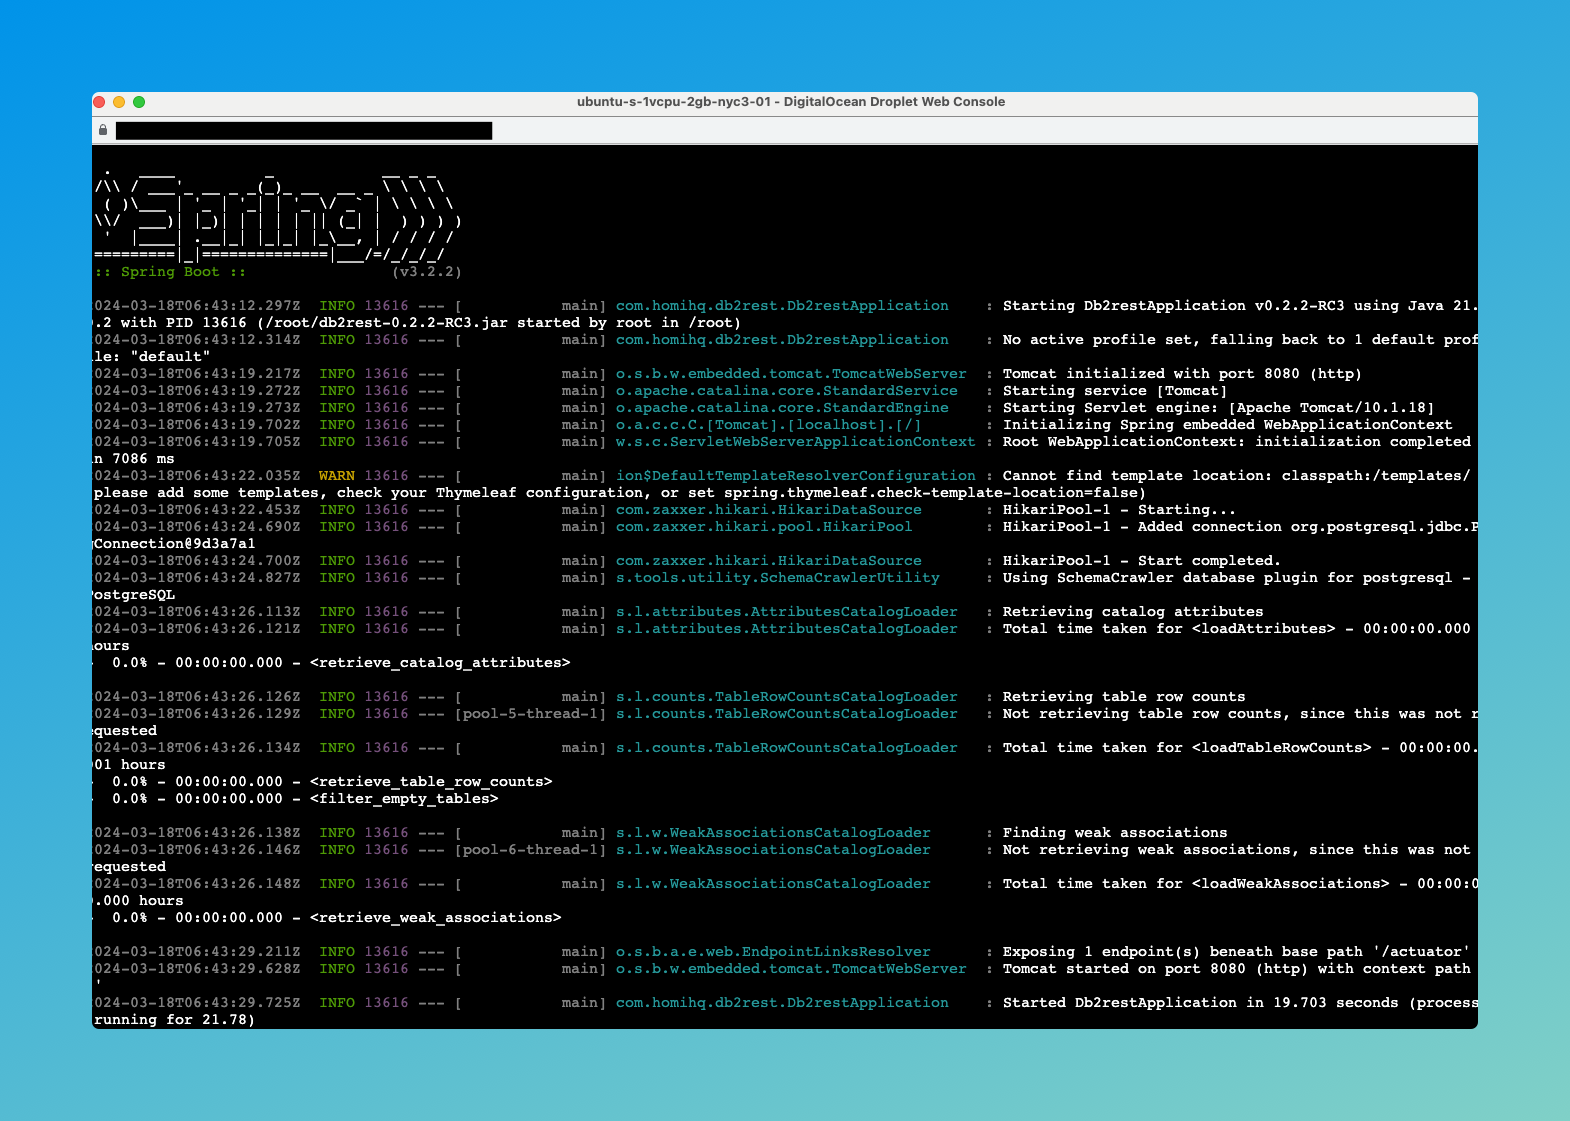 ubuntu-s-1vcpu-2gb-nyc3-01 - DigitalOcean Droplet Web Console
  .   ____          _            __ _ _
/\\ / ___'_ __ _ _(_)_ __  __ _ \ \ \ \
 ( )\___ | '_ | '_| | '_ \/ _` | \ \ \ \
\\/  ___)| |_)| | | | | || (_| |  ) ) ) )
 '  |____| .__|_| |_|_| |_\__, | / / / /
=========|_|==============|___/=/_/_/_/
:: Spring Boot ::                (v3.2.2)
024-03-18T06:43:12.297Z  INFO 13616 --- [           main] com.homihq.db2rest.Db2restApplication    : Starting Db2restApplication v0.2.2-RC3 using Java 21.
.2 with PID 13616 (/root/db2rest-0.2.2-RC3.jar started by root in /root)
024-03-18T06:43:12.314Z  INFO 13616 --- [           main] com.homihq.db2rest.Db2restApplication    : No active profile set, falling back to 1 default prof
le: "default"
024-03-18T06:43:19.217Z  INFO 13616 --- [           main] o.s.b.w.embedded.tomcat.TomcatWebServer  : Tomcat initialized with port 8080 (http)
024-03-18T06:43:19.272Z  INFO 13616 --- [           main] o.apache.catalina.core.StandardService   : Starting service [Tomcat]
024-03-18T06:43:19.273Z  INFO 13616 --- [           main] o.apache.catalina.core.StandardEngine    : Starting Servlet engine: [Apache Tomcat/10.1.18]
024-03-18T06:43:19.702Z  INFO 13616 --- [           main] o.a.c.c.C.[Tomcat].[localhost].[/]       : Initializing Spring embedded WebApplicationContext
024-03-18T06:43:19.705Z  INFO 13616 --- [           main] w.s.c.ServletWebServerApplicationContext : Root WebApplicationContext: initialization completed
n 7086 ms
024-03-18T06:43:22.035Z  WARN 13616 --- [           main] ion$DefaultTemplateResolverConfiguration : Cannot find template location: classpath:/templates/
please add some templates, check your Thymeleaf configuration, or set spring.thymeleaf.check-template-location=false)
024-03-18T06:43:22.453Z  INFO 13616 --- [           main] com.zaxxer.hikari.HikariDataSource       : HikariPool-1 - Starting...
024-03-18T06:43:24.690Z  INFO 13616 --- [           main] com.zaxxer.hikari.pool.HikariPool        : HikariPool-1 - Added connection org.postgresql.jdbc.P
gConnection@9d3a7a1
024-03-18T06:43:24.700Z  INFO 13616 --- [           main] com.zaxxer.hikari.HikariDataSource       : HikariPool-1 - Start completed.
024-03-18T06:43:24.827Z  INFO 13616 --- [           main] s.tools.utility.SchemaCrawlerUtility     : Using SchemaCrawler database plugin for postgresql -
PostgreSQL
024-03-18T06:43:26.113Z  INFO 13616 --- [           main] s.l.attributes.AttributesCatalogLoader   : Retrieving catalog attributes
024-03-18T06:43:26.121Z  INFO 13616 --- [           main] s.l.attributes.AttributesCatalogLoader   : Total time taken for <loadAttributes> - 00:00:00.000
hours
-  0.0% - 00:00:00.000 - <retrieve_catalog_attributes>
024-03-18T06:43:26.126Z  INFO 13616 --- [           main] s.l.counts.TableRowCountsCatalogLoader   : Retrieving table row counts
024-03-18T06:43:26.129Z  INFO 13616 --- [pool-5-thread-1] s.l.counts.TableRowCountsCatalogLoader   : Not retrieving table row counts, since this was not r
equested
024-03-18T06:43:26.134Z  INFO 13616 --- [           main] s.l.counts.TableRowCountsCatalogLoader   : Total time taken for <loadTableRowCounts> - 00:00:00.
001 hours
-  0.0% - 00:00:00.000 - <retrieve_table_row_counts>
-  0.0% - 00:00:00.000 - <filter_empty_tables>
024-03-18T06:43:26.138Z  INFO 13616 --- [           main] s.l.w.WeakAssociationsCatalogLoader      : Finding weak associations
024-03-18T06:43:26.146Z  INFO 13616 --- [pool-6-thread-1] s.l.w.WeakAssociationsCatalogLoader      : Not retrieving weak associations, since this was not
requested
024-03-18T06:43:26.148Z  INFO 13616 --- [           main] s.l.w.WeakAssociationsCatalogLoader      : Total time taken for <loadWeakAssociations> - 00:00:0
0.000 hours
-  0.0% - 00:00:00.000 - <retrieve_weak_associations>
024-03-18T06:43:29.211Z  INFO 13616 --- [           main] o.s.b.a.e.web.EndpointLinksResolver      : Exposing 1 endpoint(s) beneath base path '/actuator'
024-03-18T06:43:29.628Z  INFO 13616 --- [           main] o.s.b.w.embedded.tomcat.TomcatWebServer  : Tomcat started on port 8080 (http) with context path
'
024-03-18T06:43:29.725Z  INFO 13616 --- [           main] com.homihq.db2rest.Db2restApplication    : Started Db2restApplication in 19.703 seconds (process
running for 21.78)